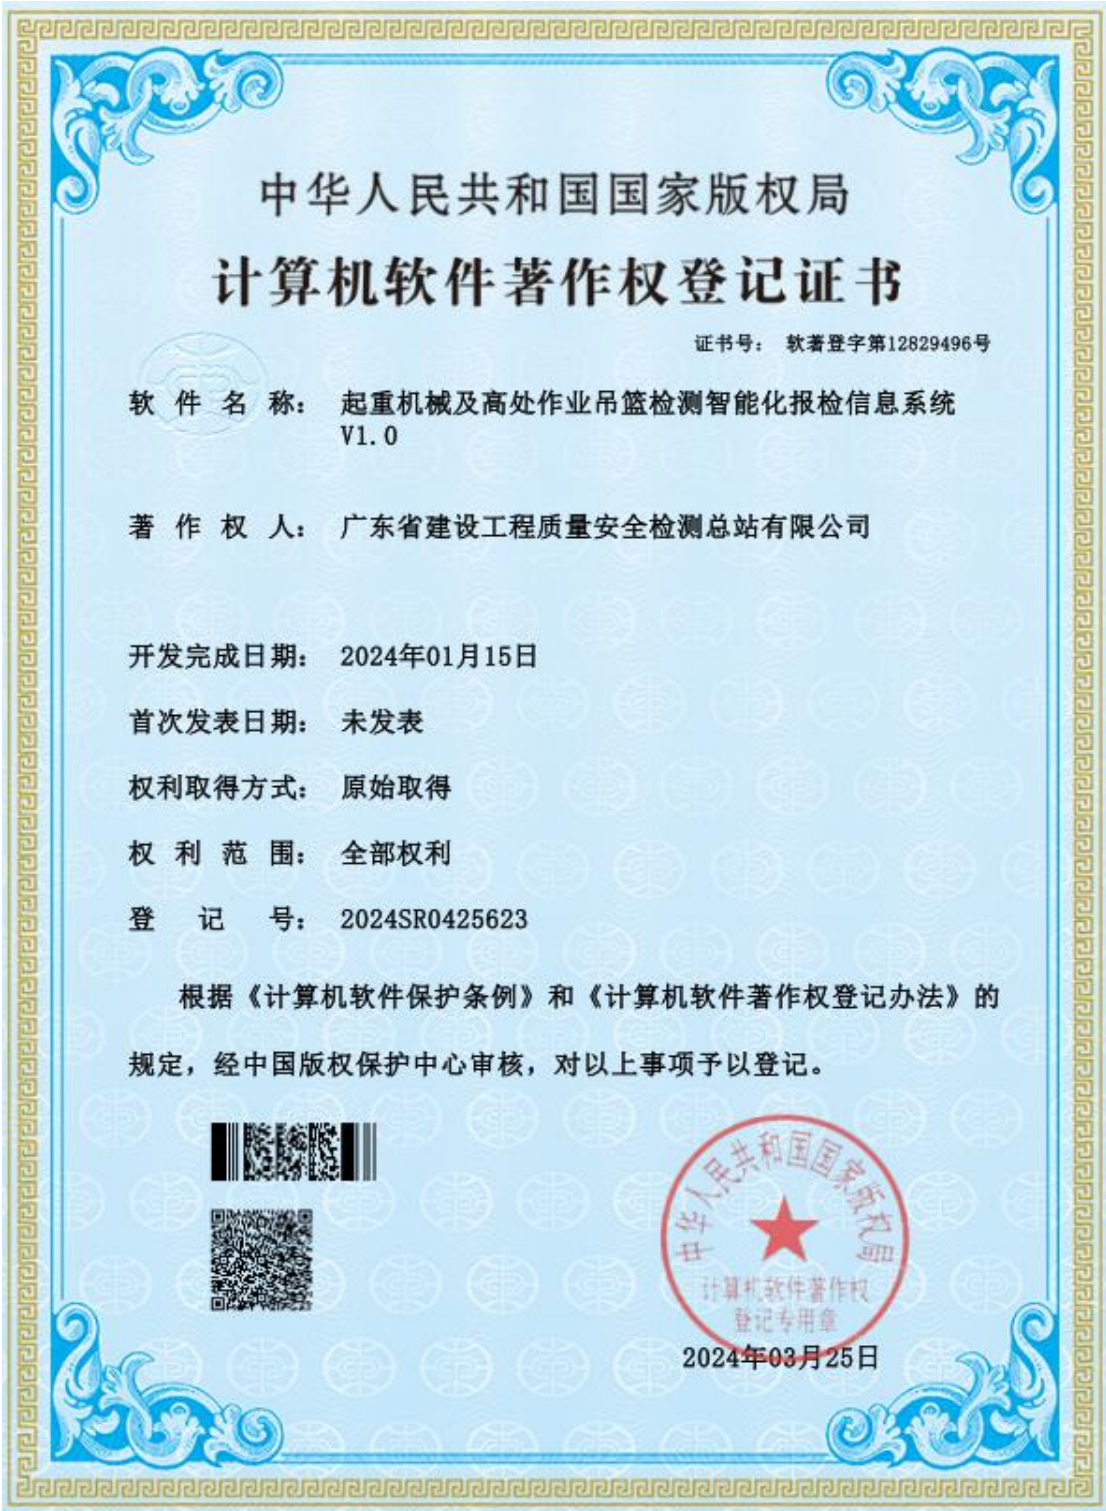 中华人民共和国国家版权局
计算机软件著作权登记证书
证书号： 软著登字第12829496号
软件名称： 起重机械及高处作业吊篮检测智能化报检信息系统
V1.0
著作权人： 广东省建设工程质量安全检测总站有限公司
开发完成日期： 2024年01月15日
首次发表日期： 未发表
权利取得方式： 原始取得
权利范围： 全部权利
登记号： 2024SR0425623
根据《计算机软件保护条例》和《计算机软件著作权登记办法》的
规定，经中国版权保护中心审核，对以上事项予以登记。
中华人民共和国国家版权局
计算机软件著作权
登记专用章
2024年03月25日